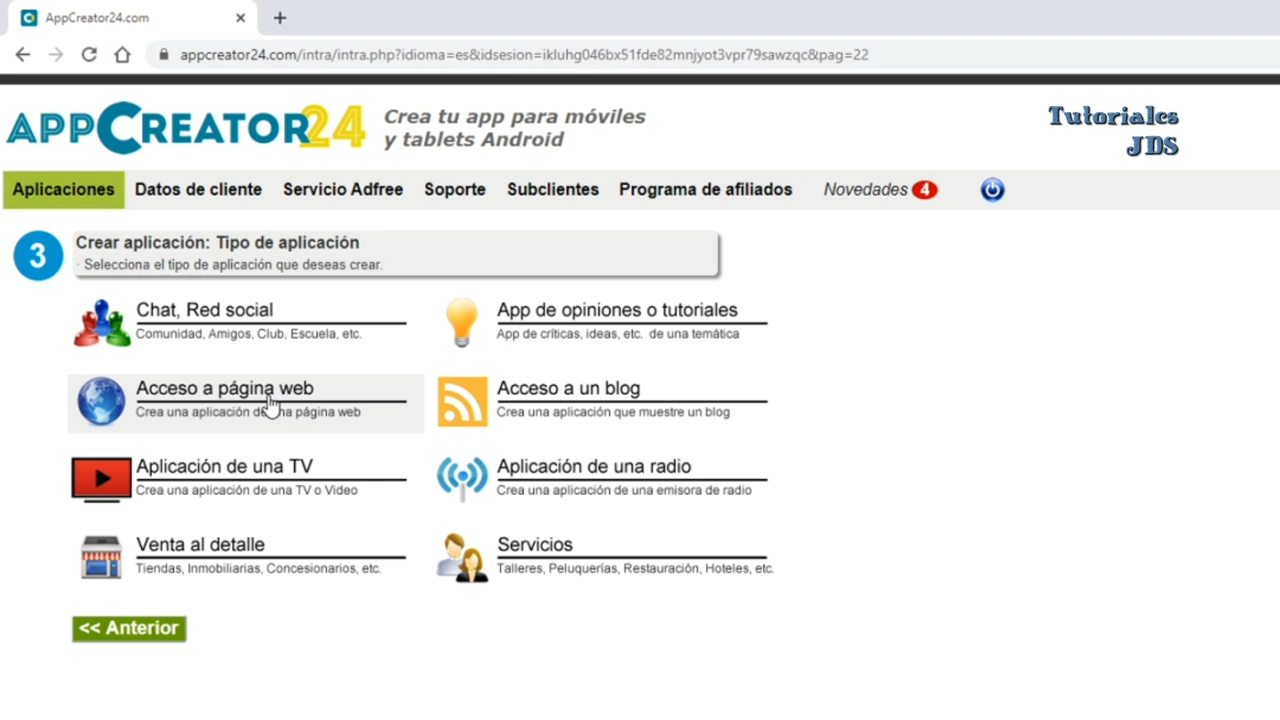 AppCreator24.com
appcreator24.com/intra/intra.php?idioma=es&idsesion=ikluhg046bx51fde82mnjyot3vpr79sawzqc&pag=22
APPCREATOR24
Crea tu app para móviles
y tablets Android
Tutoriales
JDS
Aplicaciones Datos de cliente Servicio Adfree Soporte Subclientes Programa de afiliados Novedades 4
3
Crear aplicación: Tipo de aplicación
· Selecciona el tipo de aplicación que deseas crear.
Chat, Red social
Comunidad, Amigos, Club, Escuela, etc.
App de opiniones o tutoriales
App de críticas, ideas, etc. de una temática
Acceso a página web
Crea una aplicación de una página web
Acceso a un blog
Crea una aplicación que muestre un blog
Aplicación de una TV
Crea una aplicación de una TV o Video
Aplicación de una radio
Crea una aplicación de una emisora de radio
Venta al detalle
Tiendas, Inmobiliarias, Concesionarios, etc.
Servicios
Talleres, Peluquerías, Restauración, Hoteles, etc.
<< Anterior